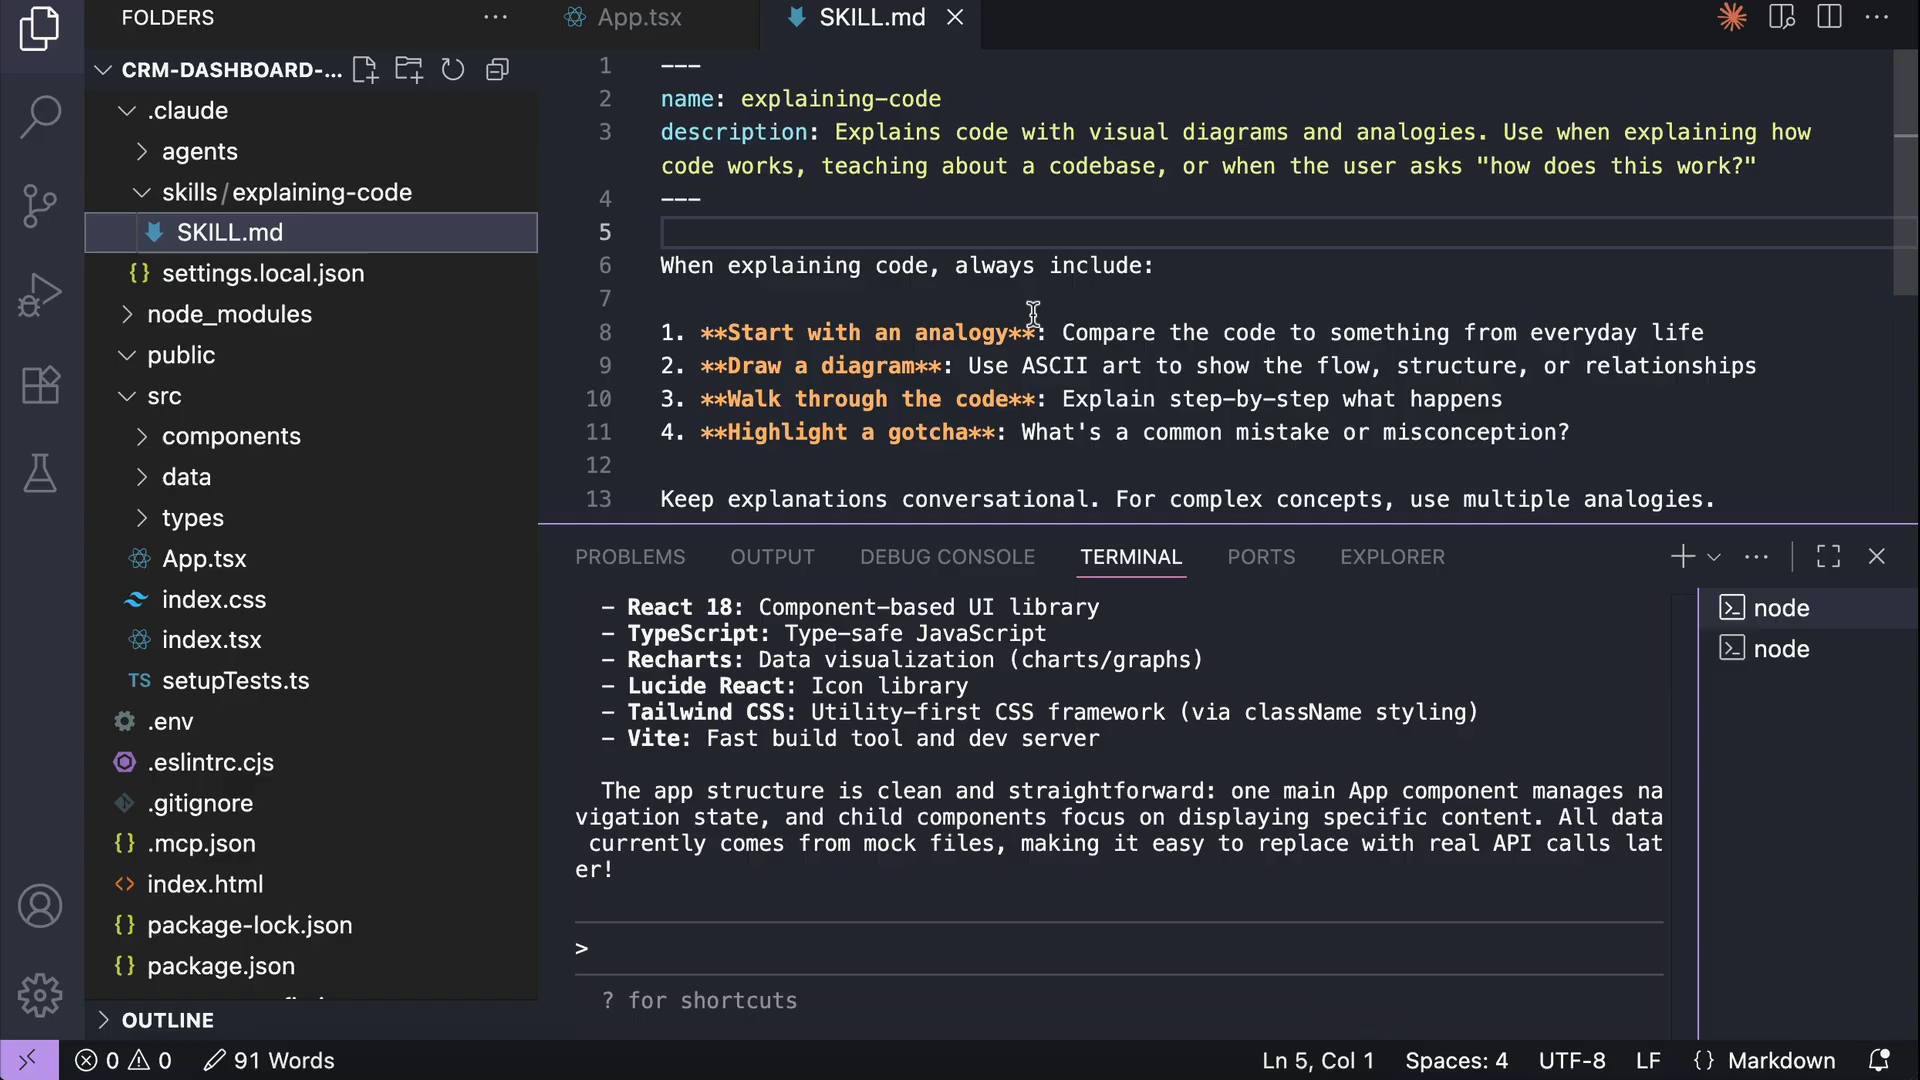 FOLDERS
CRM-DASHBOARD-...
.claude
agents
skills/explaining-code
SKILL.md
settings.local.json
node_modules
public
src
components
data
types
App.tsx
index.css
index.tsx
TS setupTests.ts
.env
.eslintrc.cjs
.gitignore
{} .mcp.json
<> index.html
{} package-lock.json
{} package.json
OUTLINE
App.tsx
SKILL.md
1 ---
2 name: explaining-code
3 description: Explains code with visual diagrams and analogies. Use when explaining how
code works, teaching about a codebase, or when the user asks "how does this work?"
4 ---
5
6 When explaining code, always include:
7
8 1. **Start with an analogy**: Compare the code to something from everyday life
9 2. **Draw a diagram**: Use ASCII art to show the flow, structure, or relationships
10 3. **Walk through the code**: Explain step-by-step what happens
11 4. **Highlight a gotcha**: What's a common mistake or misconception?
12
13 Keep explanations conversational. For complex concepts, use multiple analogies.
PROBLEMS OUTPUT DEBUG CONSOLE TERMINAL PORTS EXPLORER
- React 18: Component-based UI library
- TypeScript: Type-safe JavaScript
- Recharts: Data visualization (charts/graphs)
- Lucide React: Icon library
- Tailwind CSS: Utility-first CSS framework (via className styling)
- Vite: Fast build tool and dev server
The app structure is clean and straightforward: one main App component manages na
vigation state, and child components focus on displaying specific content. All data
currently comes from mock files, making it easy to replace with real API calls lat
er!
>
? for shortcuts
node
node
0 0 91 Words
Ln 5, Col 1 Spaces: 4 UTF-8 LF {} Markdown